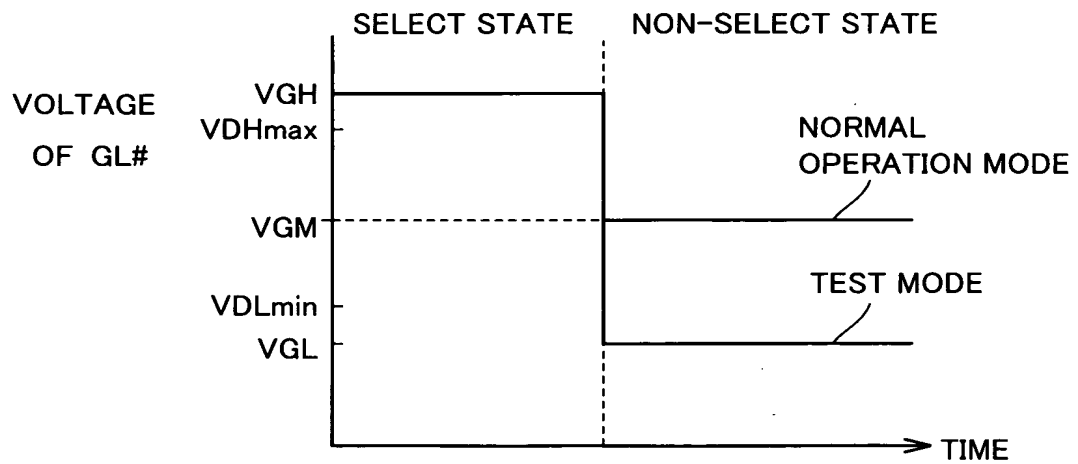 SELECT STATE
NON-SELECT STATE
VOLTAGE
OF GL#
VGH
VDHmax
NORMAL
OPERATION MODE
VGM
TEST MODE
VDLmin
VGL
TIME